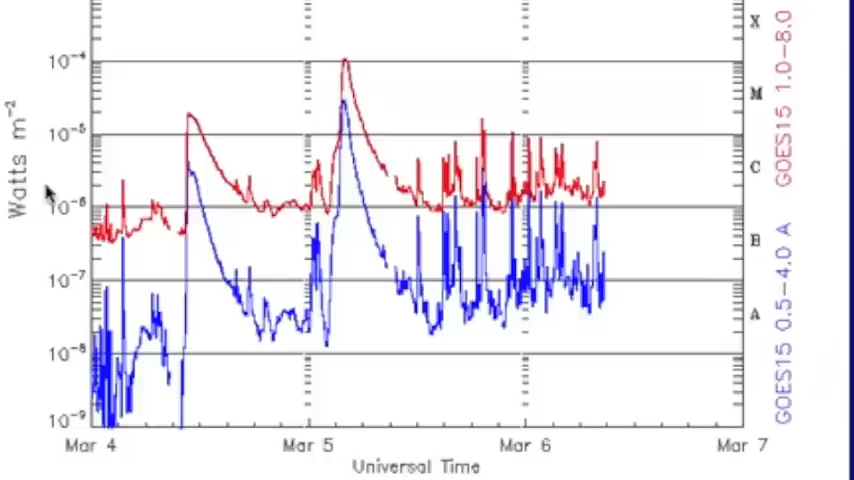 X
10⁻⁴
M
10⁻⁵
C
10⁻⁶
B
10⁻⁷
A
10⁻⁸
10⁻⁹
Watts m⁻²
GOES15 1.0-8.0
GOES15 0.5-4.0 A
Mar 4
Mar 5
Mar 6
Mar 7
Universal Time